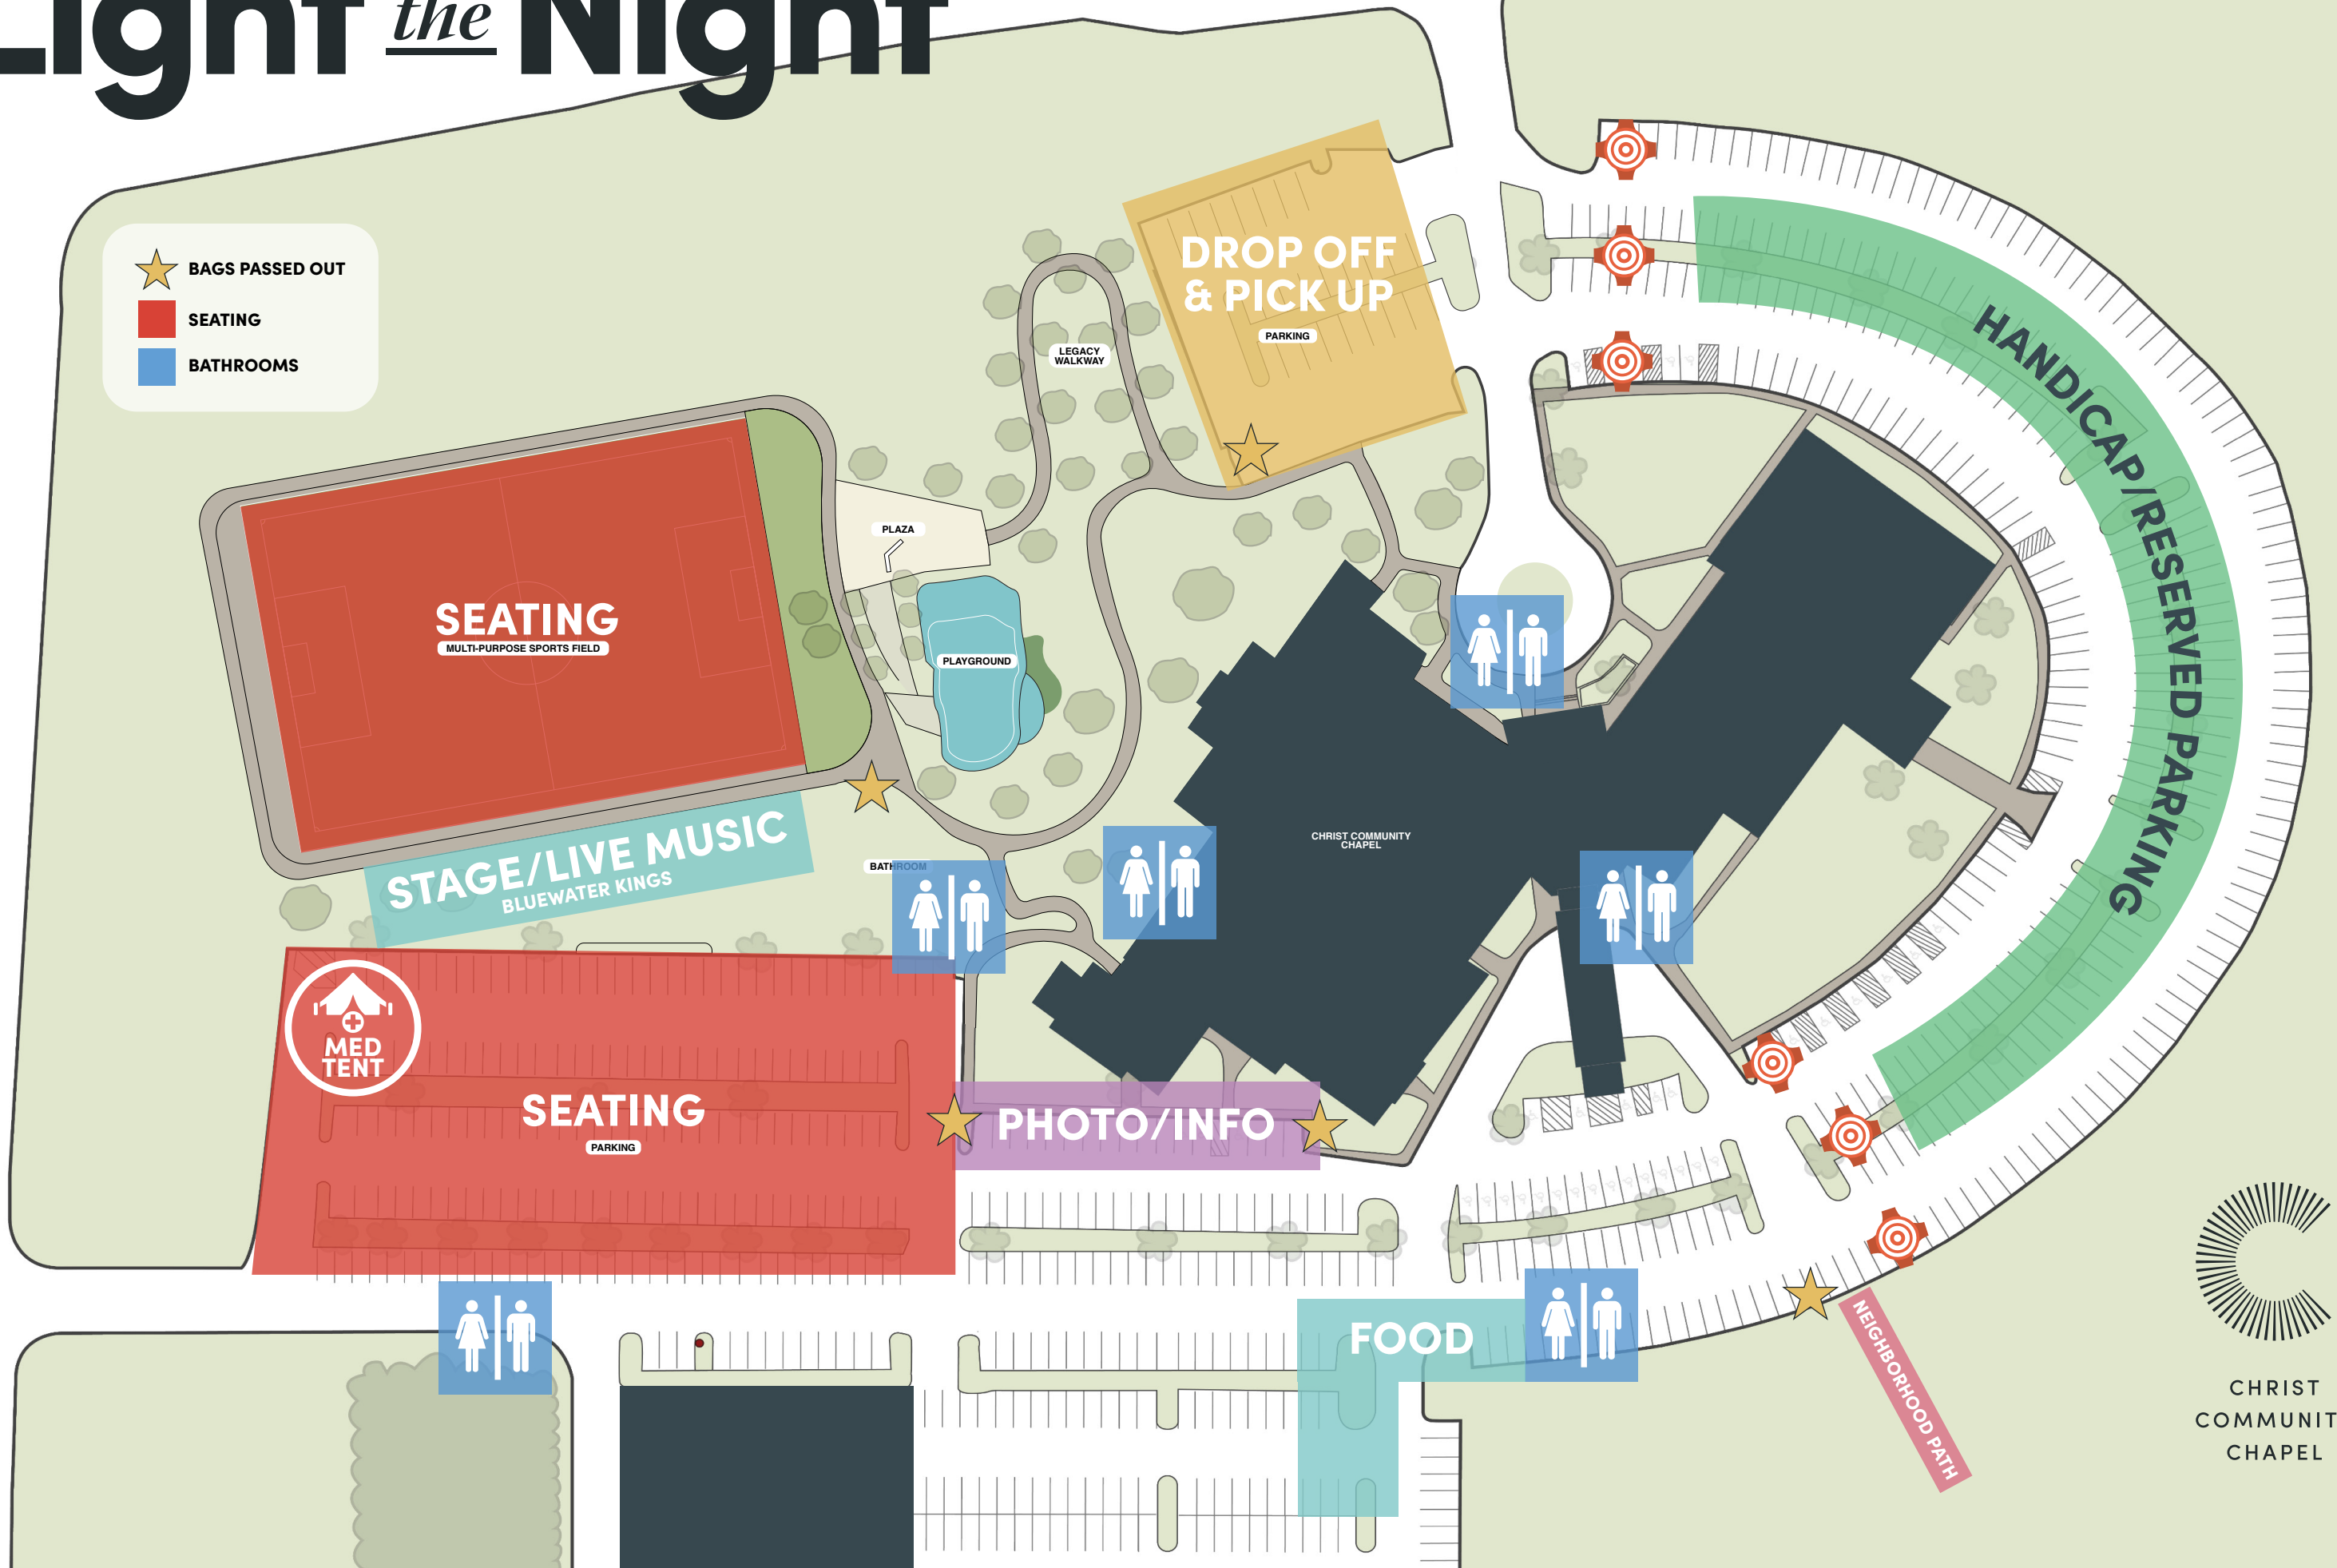 Light the Night
BAGS PASSED OUT
SEATING
BATHROOMS
DROP OFF
& PICK UP
PARKING
LEGACY
WALKWAY
HANDICAP/RESERVED PARKING
PLAZA
SEATING
MULTI-PURPOSE SPORTS FIELD
PLAYGROUND
STAGE/LIVE MUSIC
BLUEWATER KINGS
BATHROOM
CHRIST COMMUNITY
CHAPEL
MED
TENT
SEATING
PARKING
PHOTO/INFO
FOOD
NEIGHBORHOOD PATH
CHRIST
COMMUNIT
CHAPEL